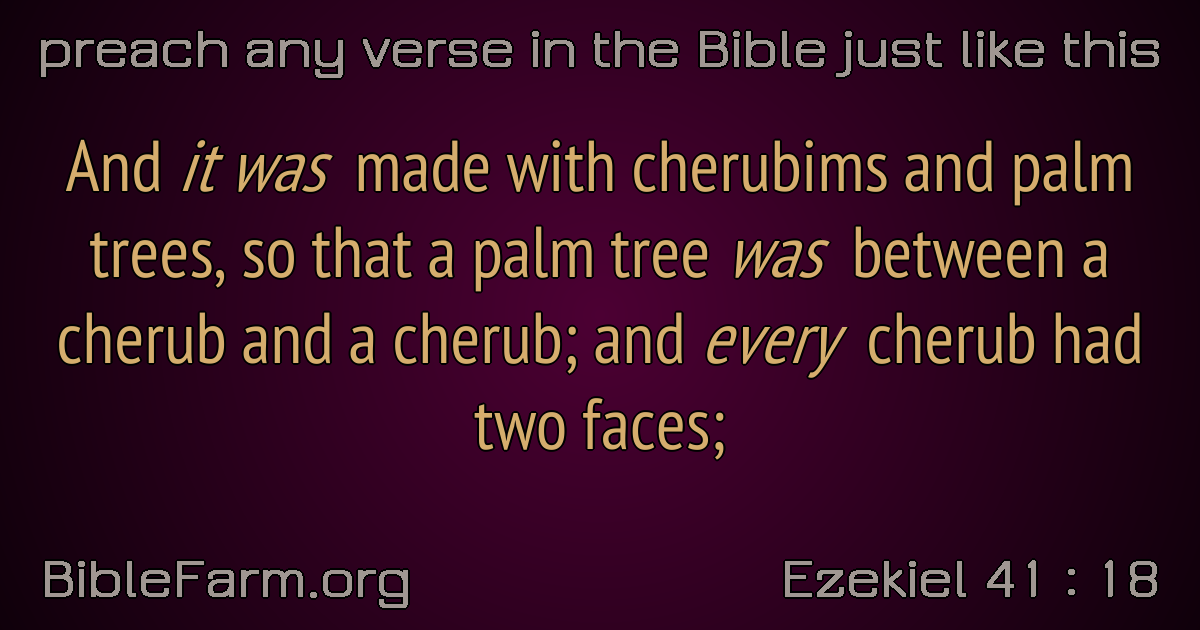 preach any verse in the Bible just like this
And it was made with cherubims and palm
trees, so that a palm tree was between a
cherub and a cherub; and every cherub had
two faces;
BibleFarm.org
Ezekiel 41 : 18